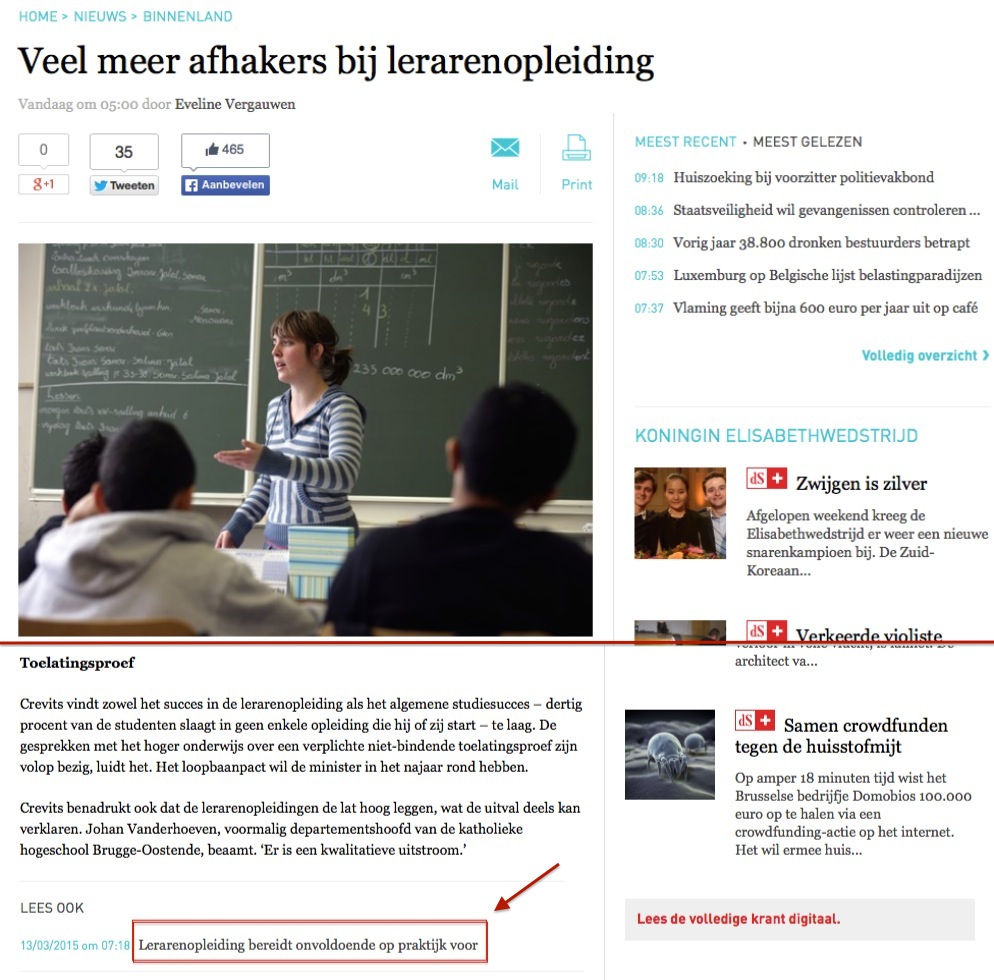 HOME > NIEUWS > BINNENLAND
Veel meer afhakers bij lerarenopleiding
Vandaag om 05:00 door Eveline Vergauwen
0
35
465
g+1
Tweeten
Aanbevelen
Mail
Print
235 000 000 dm³
MEEST RECENT • MEEST GELEZEN
09:18 Huiszoeking bij voorzitter politievakbond
08:36 Staatsveiligheid wil gevangenissen controleren ...
08:30 Vorig jaar 38.800 dronken bestuurders betrapt
07:53 Luxemburg op Belgische lijst belastingparadijzen
07:37 Vlaming geeft bijna 600 euro per jaar uit op café
Volledig overzicht ❯
KONINGIN ELISABETHWEDSTRIJD
dS + Zwijgen is zilver
Afgelopen weekend kreeg de
Elisabethwedstrijd er weer een nieuwe
snarenkampioen bij. De Zuid-
Koreaan...
dS + Verkeerde violiste
architect va...
Toelatingsproef
Crevits vindt zowel het succes in de lerarenopleiding als het algemene studiesucces – dertig
procent van de studenten slaagt in geen enkele opleiding die hij of zij start – te laag. De
gesprekken met het hoger onderwijs over een verplichte niet-bindende toelatingsproef zijn
volop bezig, luidt het. Het loopbaanpact wil de minister in het najaar rond hebben.
Crevits benadrukt ook dat de lerarenopleidingen de lat hoog leggen, wat de uitval deels kan
verklaren. Johan Vanderhoeven, voormalig departementshoofd van de katholieke
hogeschool Brugge-Oostende, beaamt. ‘Er is een kwalitatieve uitstroom.’
LEES OOK
13/03/2015 om 07:18 Lerarenopleiding bereidt onvoldoende op praktijk voor
dS + Samen crowdfunden
tegen de huisstofmijt
Op amper 18 minuten tijd wist het
Brusselse bedrijfje Domobios 100.000
euro op te halen via een
crowdfunding-actie op het internet.
Het wil ermee huis...
Lees de volledige krant digitaal.